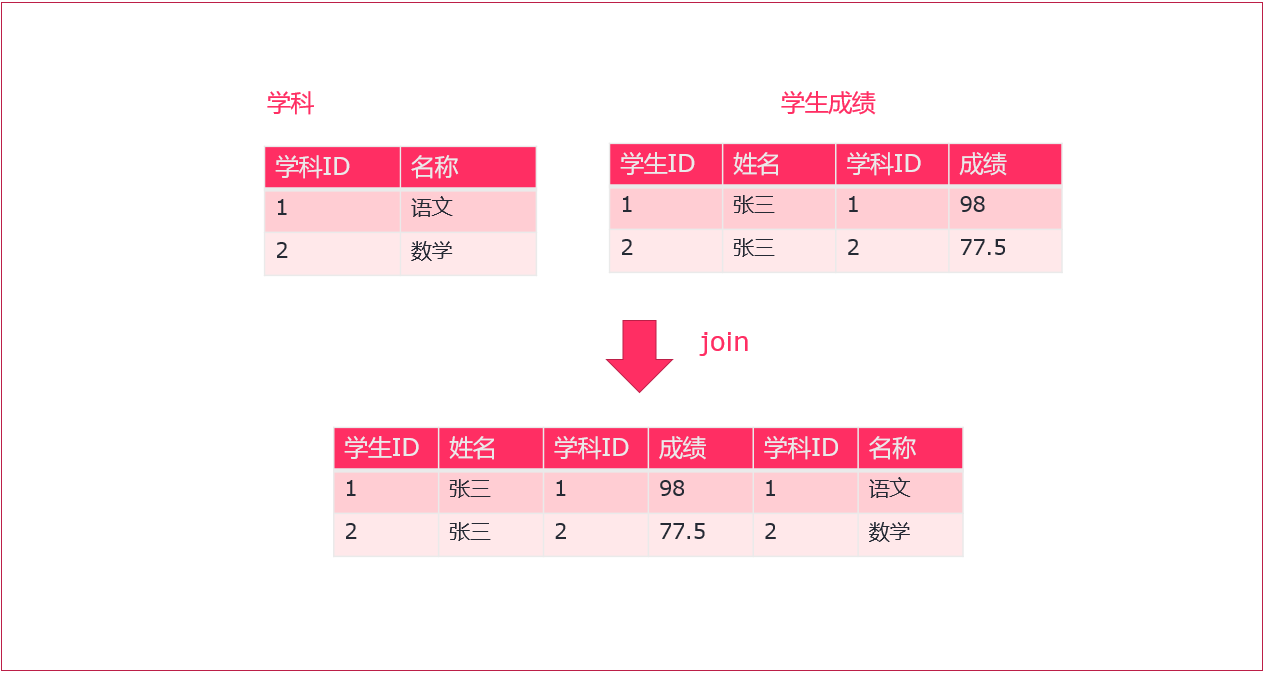 学科
学生成绩
学科ID 名称
1 语文
2 数学
学生ID 姓名 学科ID 成绩
1 张三 1 98
2 张三 2 77.5
join
学生ID 姓名 学科ID 成绩 学科ID 名称
1 张三 1 98 1 语文
2 张三 2 77.5 2 数学